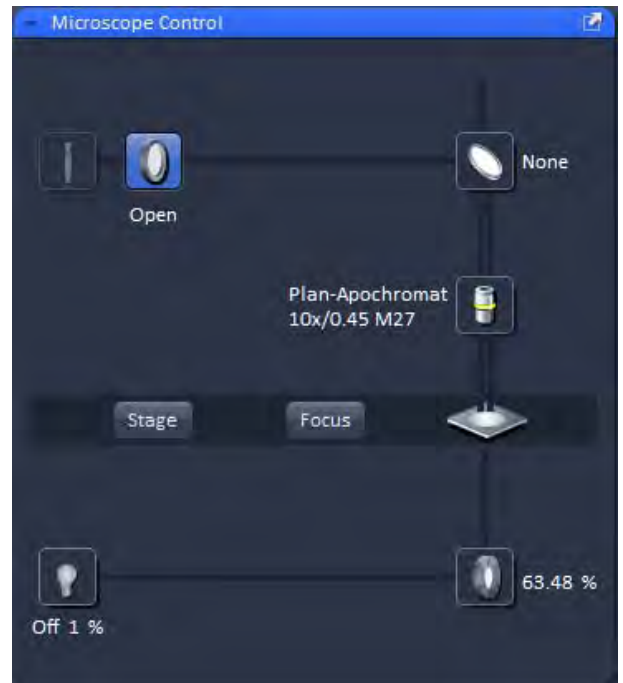 Microscope Control
None
Open
Plan-Apochromat
10x/0.45 M27
Stage
Focus
63.48 %
Off 1 %